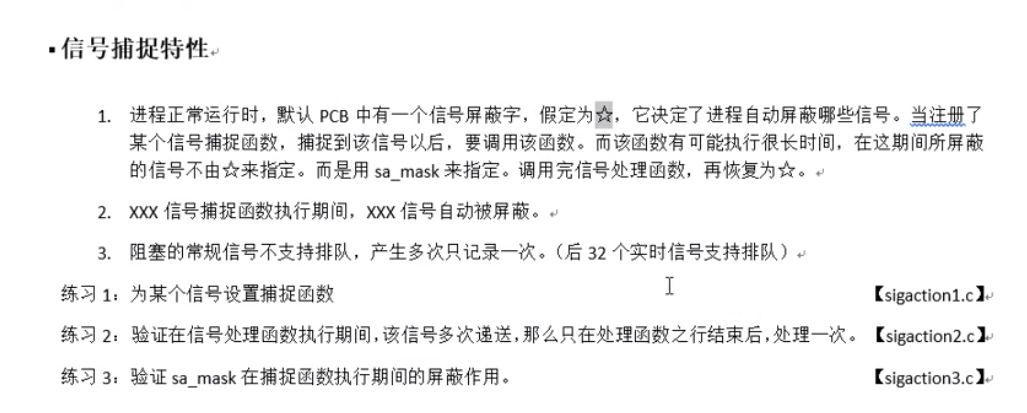 ▪信号捕捉特性
1. 进程正常运行时，默认 PCB 中有一个信号屏蔽字，假定为☆，它决定了进程自动屏蔽哪些信号。当注册了
某个信号捕捉函数，捕捉到该信号以后，要调用该函数。而该函数有可能执行很长时间，在这期间所屏蔽
的信号不由☆来指定。而是用 sa_mask 来指定。调用完信号处理函数，再恢复为☆。
2. XXX 信号捕捉函数执行期间，XXX 信号自动被屏蔽。
3. 阻塞的常规信号不支持排队，产生多次只记录一次。（后 32 个实时信号支持排队）
练习 1：为某个信号设置捕捉函数 【sigaction1.c】
练习 2：验证在信号处理函数执行期间，该信号多次递送，那么只在处理函数之行结束后，处理一次。 【sigaction2.c】
练习 3：验证 sa_mask 在捕捉函数执行期间的屏蔽作用。 【sigaction3.c】